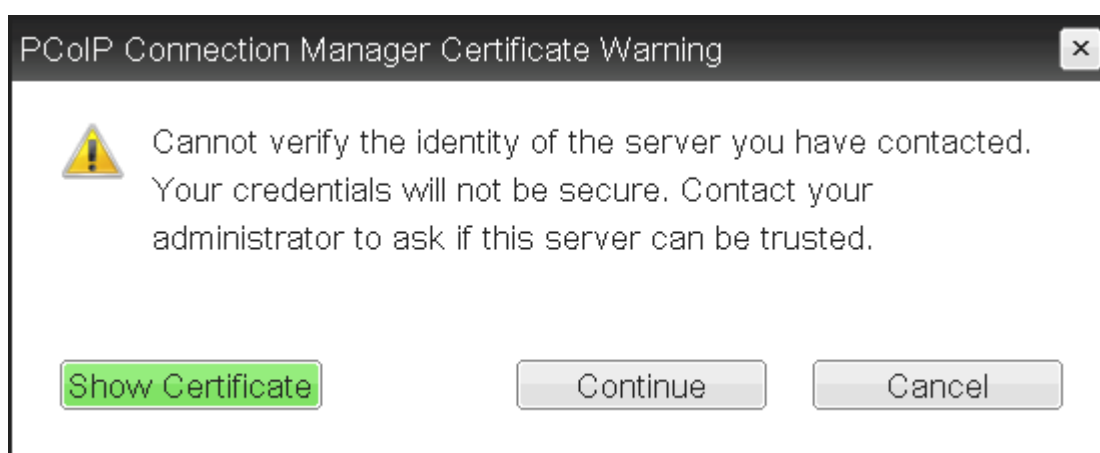 PCoIP Connection Manager Certificate Warning
Cannot verify the identity of the server you have contacted.
Your credentials will not be secure. Contact your
administrator to ask if this server can be trusted.
Show Certificate
Continue
Cancel